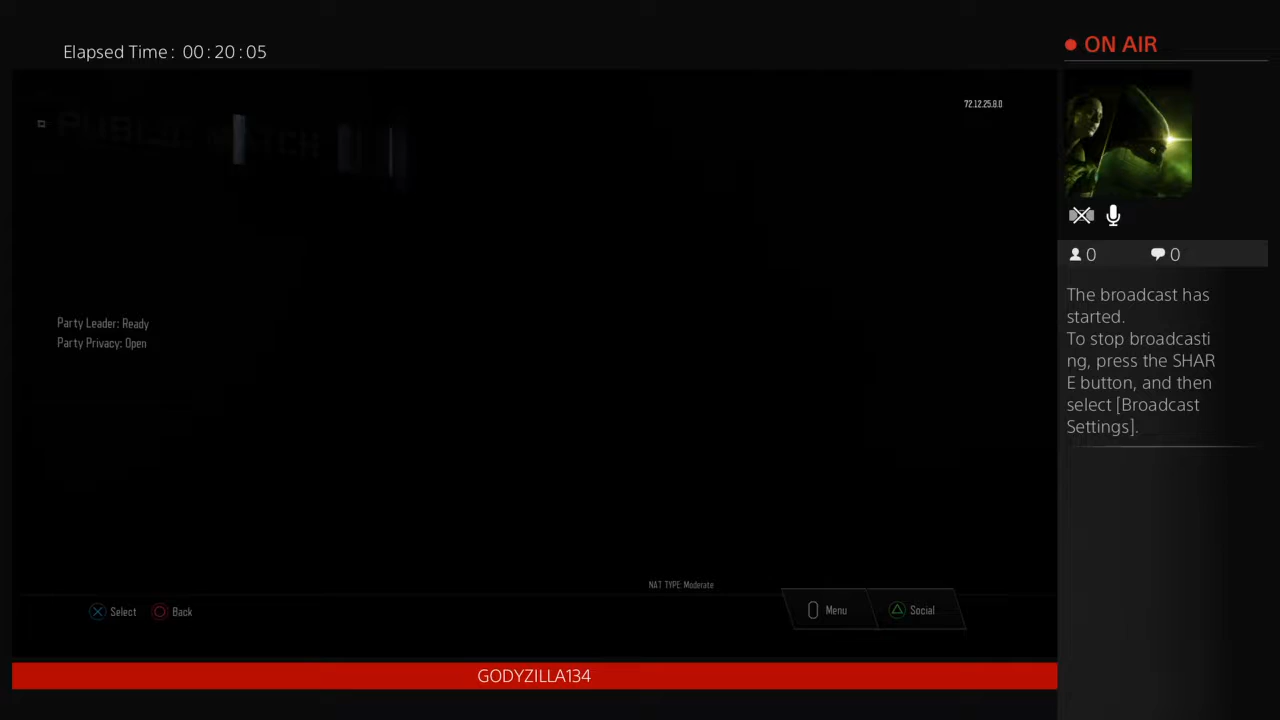 Elapsed Time: 00:20:05
ON AIR
72.12.25.8.0
PUBLIC MATCH
0 0
The broadcast has
started.
To stop broadcasti
ng, press the SHAR
E button, and then
select [Broadcast
Settings].
Party Leader: Ready
Party Privacy: Open
NAT TYPE: Moderate
Select Back Menu Social
GODYZILLA134